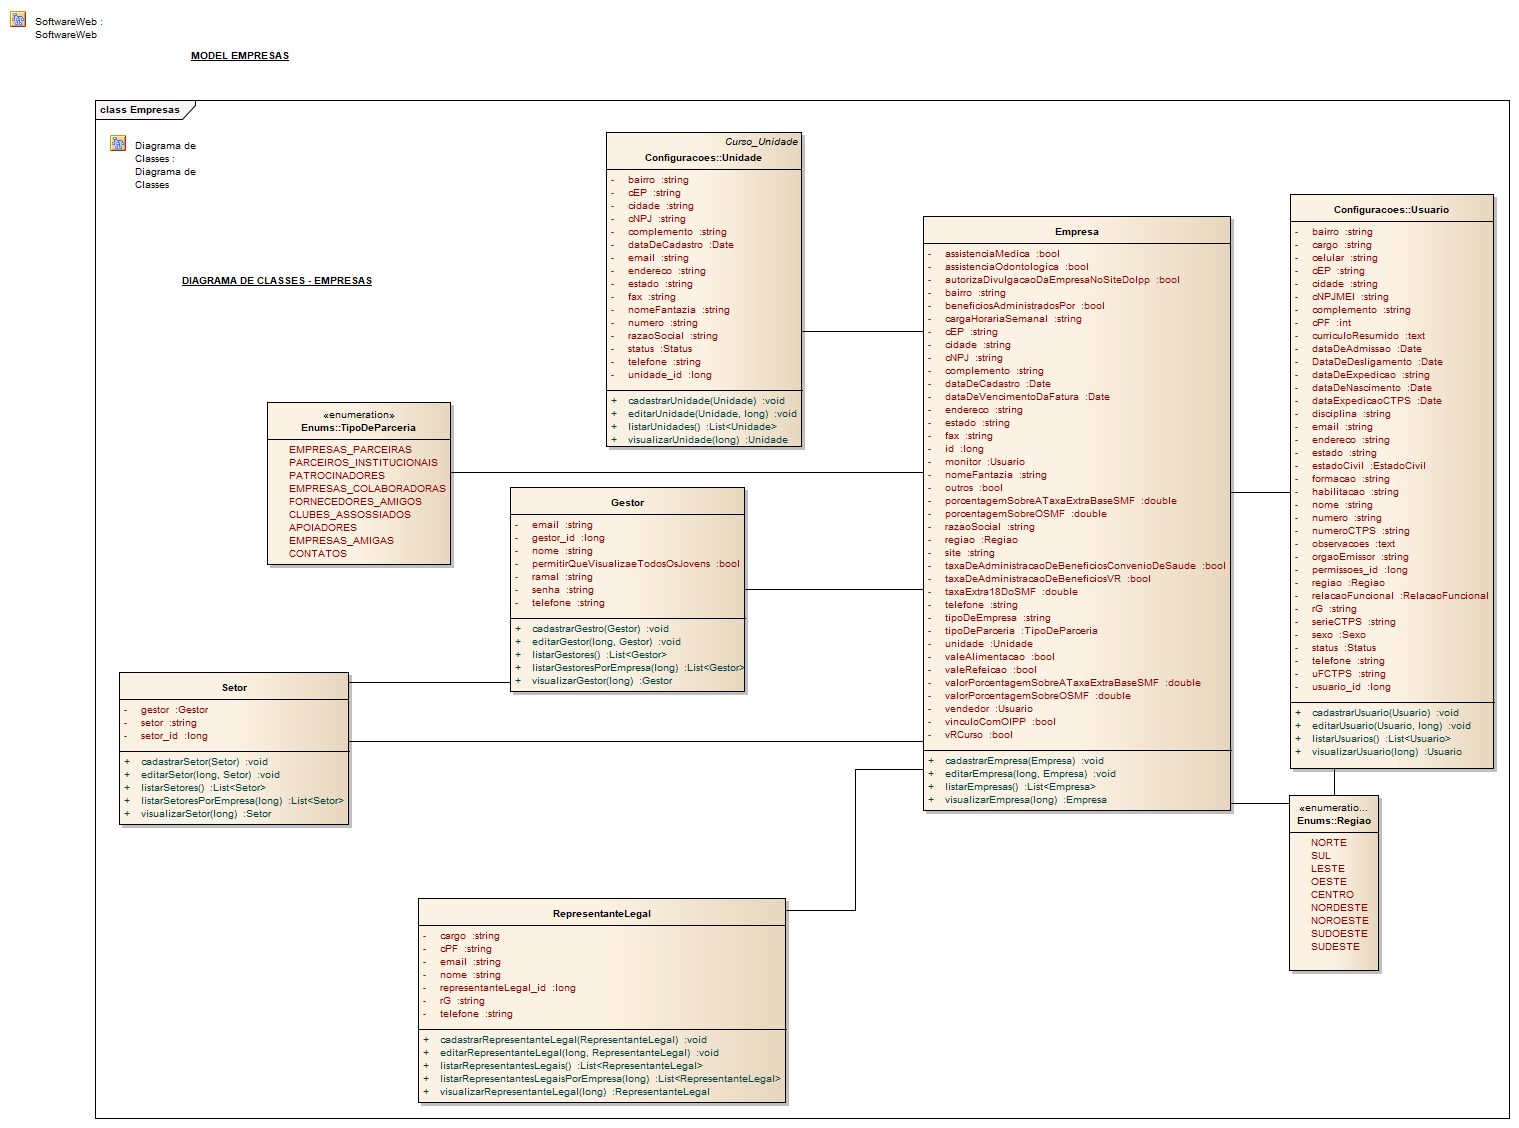 SoftwareWeb :
SoftwareWeb
MODEL EMPRESAS
class Empresas
Diagrama de
Classes :
Diagrama de
Classes
DIAGRAMA DE CLASSES - EMPRESAS
Curso_Unidade
Configuracoes::Unidade
- bairro :string
- cEP :string
- cidade :string
- cNPJ :string
- complemento :string
- dataDeCadastro :Date
- email :string
- endereco :string
- estado :string
- fax :string
- nomeFantazia :string
- numero :string
- razaoSocial :string
- status :Status
- telefone :string
- unidade_id :long
+ cadastrarUnidade(Unidade) :void
+ editarUnidade(Unidade, long) :void
+ listarUnidades() :List<Unidade>
+ visualizarUnidade(long) :Unidade
«enumeration»
Enums::TipoDeParceria
EMPRESAS_PARCEIRAS
PARCEIROS_INSTITUCIONAIS
PATROCINADORES
EMPRESAS_COLABORADORAS
FORNECEDORES_AMIGOS
CLUBES_ASSOSSIADOS
APOIADORES
EMPRESAS_AMIGAS
CONTATOS
Gestor
- email :string
- gestor_id :long
- nome :string
- permitirQueVisualizaeTodosOsJovens :bool
- ramal :string
- senha :string
- telefone :string
+ cadastrarGestro(Gestor) :void
+ editarGestor(long, Gestor) :void
+ listarGestores() :List<Gestor>
+ listarGestoresPorEmpresa(long) :List<Gestor>
+ visualizarGestor(long) :Gestor
Setor
- gestor :Gestor
- setor :string
- setor_id :long
+ cadastrarSetor(Setor) :void
+ editarSetor(long, Setor) :void
+ listarSetores() :List<Setor>
+ listarSetoresPorEmpresa(long) :List<Setor>
+ visualizarSetor(long) :Setor
Empresa
- assistenciaMedica :bool
- assistenciaOdontologica :bool
- autorizaDivulgacaoDaEmpresaNoSiteDoIpp :bool
- bairro :string
- beneficiosAdministradosPor :bool
- cargaHorariaSemanal :string
- cEP :string
- cidade :string
- cNPJ :string
- complemento :string
- dataDeCadastro :Date
- dataDeVencimentoDaFatura :Date
- endereco :string
- estado :string
- fax :string
- id :long
- monitor :Usuario
- nomeFantazia :string
- outros :bool
- porcentagemSobreATaxaExtraBaseSMF :double
- porcentagemSobreOSMF :double
- razaoSocial :string
- regiao :Regiao
- site :string
- taxaDeAdministracaoDeBeneficiosConvenioDeSaude :bool
- taxaDeAdministracaoDeBeneficiosVR :bool
- taxaExtra18DoSMF :double
- telefone :string
- tipoDeEmpresa :string
- tipoDeParceria :TipoDeParceria
- unidade :Unidade
- valeAlimentacao :bool
- valeRefeicao :bool
- valorPorcentagemSobreATaxaExtraBaseSMF :double
- valorPorcentagemSobreOSMF :double
- vendedor :Usuario
- vinculoComOIPP :bool
- vRCurso :bool
+ cadastrarEmpresa(Empresa) :void
+ editarEmpresa(long, Empresa) :void
+ listarEmpresas() :List<Empresa>
+ visualizarEmpresa(long) :Empresa
Configuracoes::Usuario
- bairro :string
- cargo :string
- celular :string
- cEP :string
- cidade :string
- cNPJMEI :string
- complemento :string
- cPF :int
- curriculoResumido :text
- dataDeAdmissao :Date
- DataDeDesligamento :Date
- dataDeExpedicao :string
- dataDeNascimento :Date
- dataExpedicaoCTPS :Date
- disciplina :string
- email :string
- endereco :string
- estado :string
- estadoCivil :EstadoCivil
- formacao :string
- habilitacao :string
- nome :string
- numero :string
- numeroCTPS :string
- observacoes :text
- orgaoEmissor :string
- permissoes_id :long
- regiao :Regiao
- relacaoFuncional :RelacaoFuncional
- rG :string
- serieCTPS :string
- sexo :Sexo
- status :Status
- telefone :string
- uFCTPS :string
- usuario_id :long
+ cadastrarUsuario(Usuario) :void
+ editarUsuario(Usuario, long) :void
+ listarUsuarios() :List<Usuario>
+ visualizarUsuario(long) :Usuario
«enumeratio...
Enums::Regiao
NORTE
SUL
LESTE
OESTE
CENTRO
NORDESTE
NOROESTE
SUDOESTE
SUDESTE
RepresentanteLegal
- cargo :string
- cPF :string
- email :string
- nome :string
- representanteLegal_id :long
- rG :string
- telefone :string
+ cadastrarRepresentanteLegal(RepresentanteLegal) :void
+ editarRepresentanteLegal(long, RepresentanteLegal) :void
+ listarRepresentantesLegais() :List<RepresentanteLegal>
+ listarRepresentantesLegaisPorEmpresa(long) :List<RepresentanteLegal>
+ visualizarRepresentanteLegal(long) :RepresentanteLegal